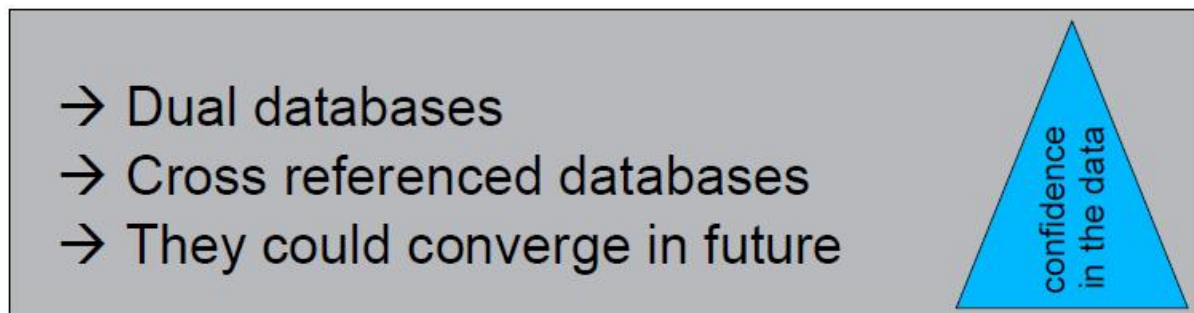 → Dual databases
→ Cross referenced databases
→ They could converge in future
confidence
in the data